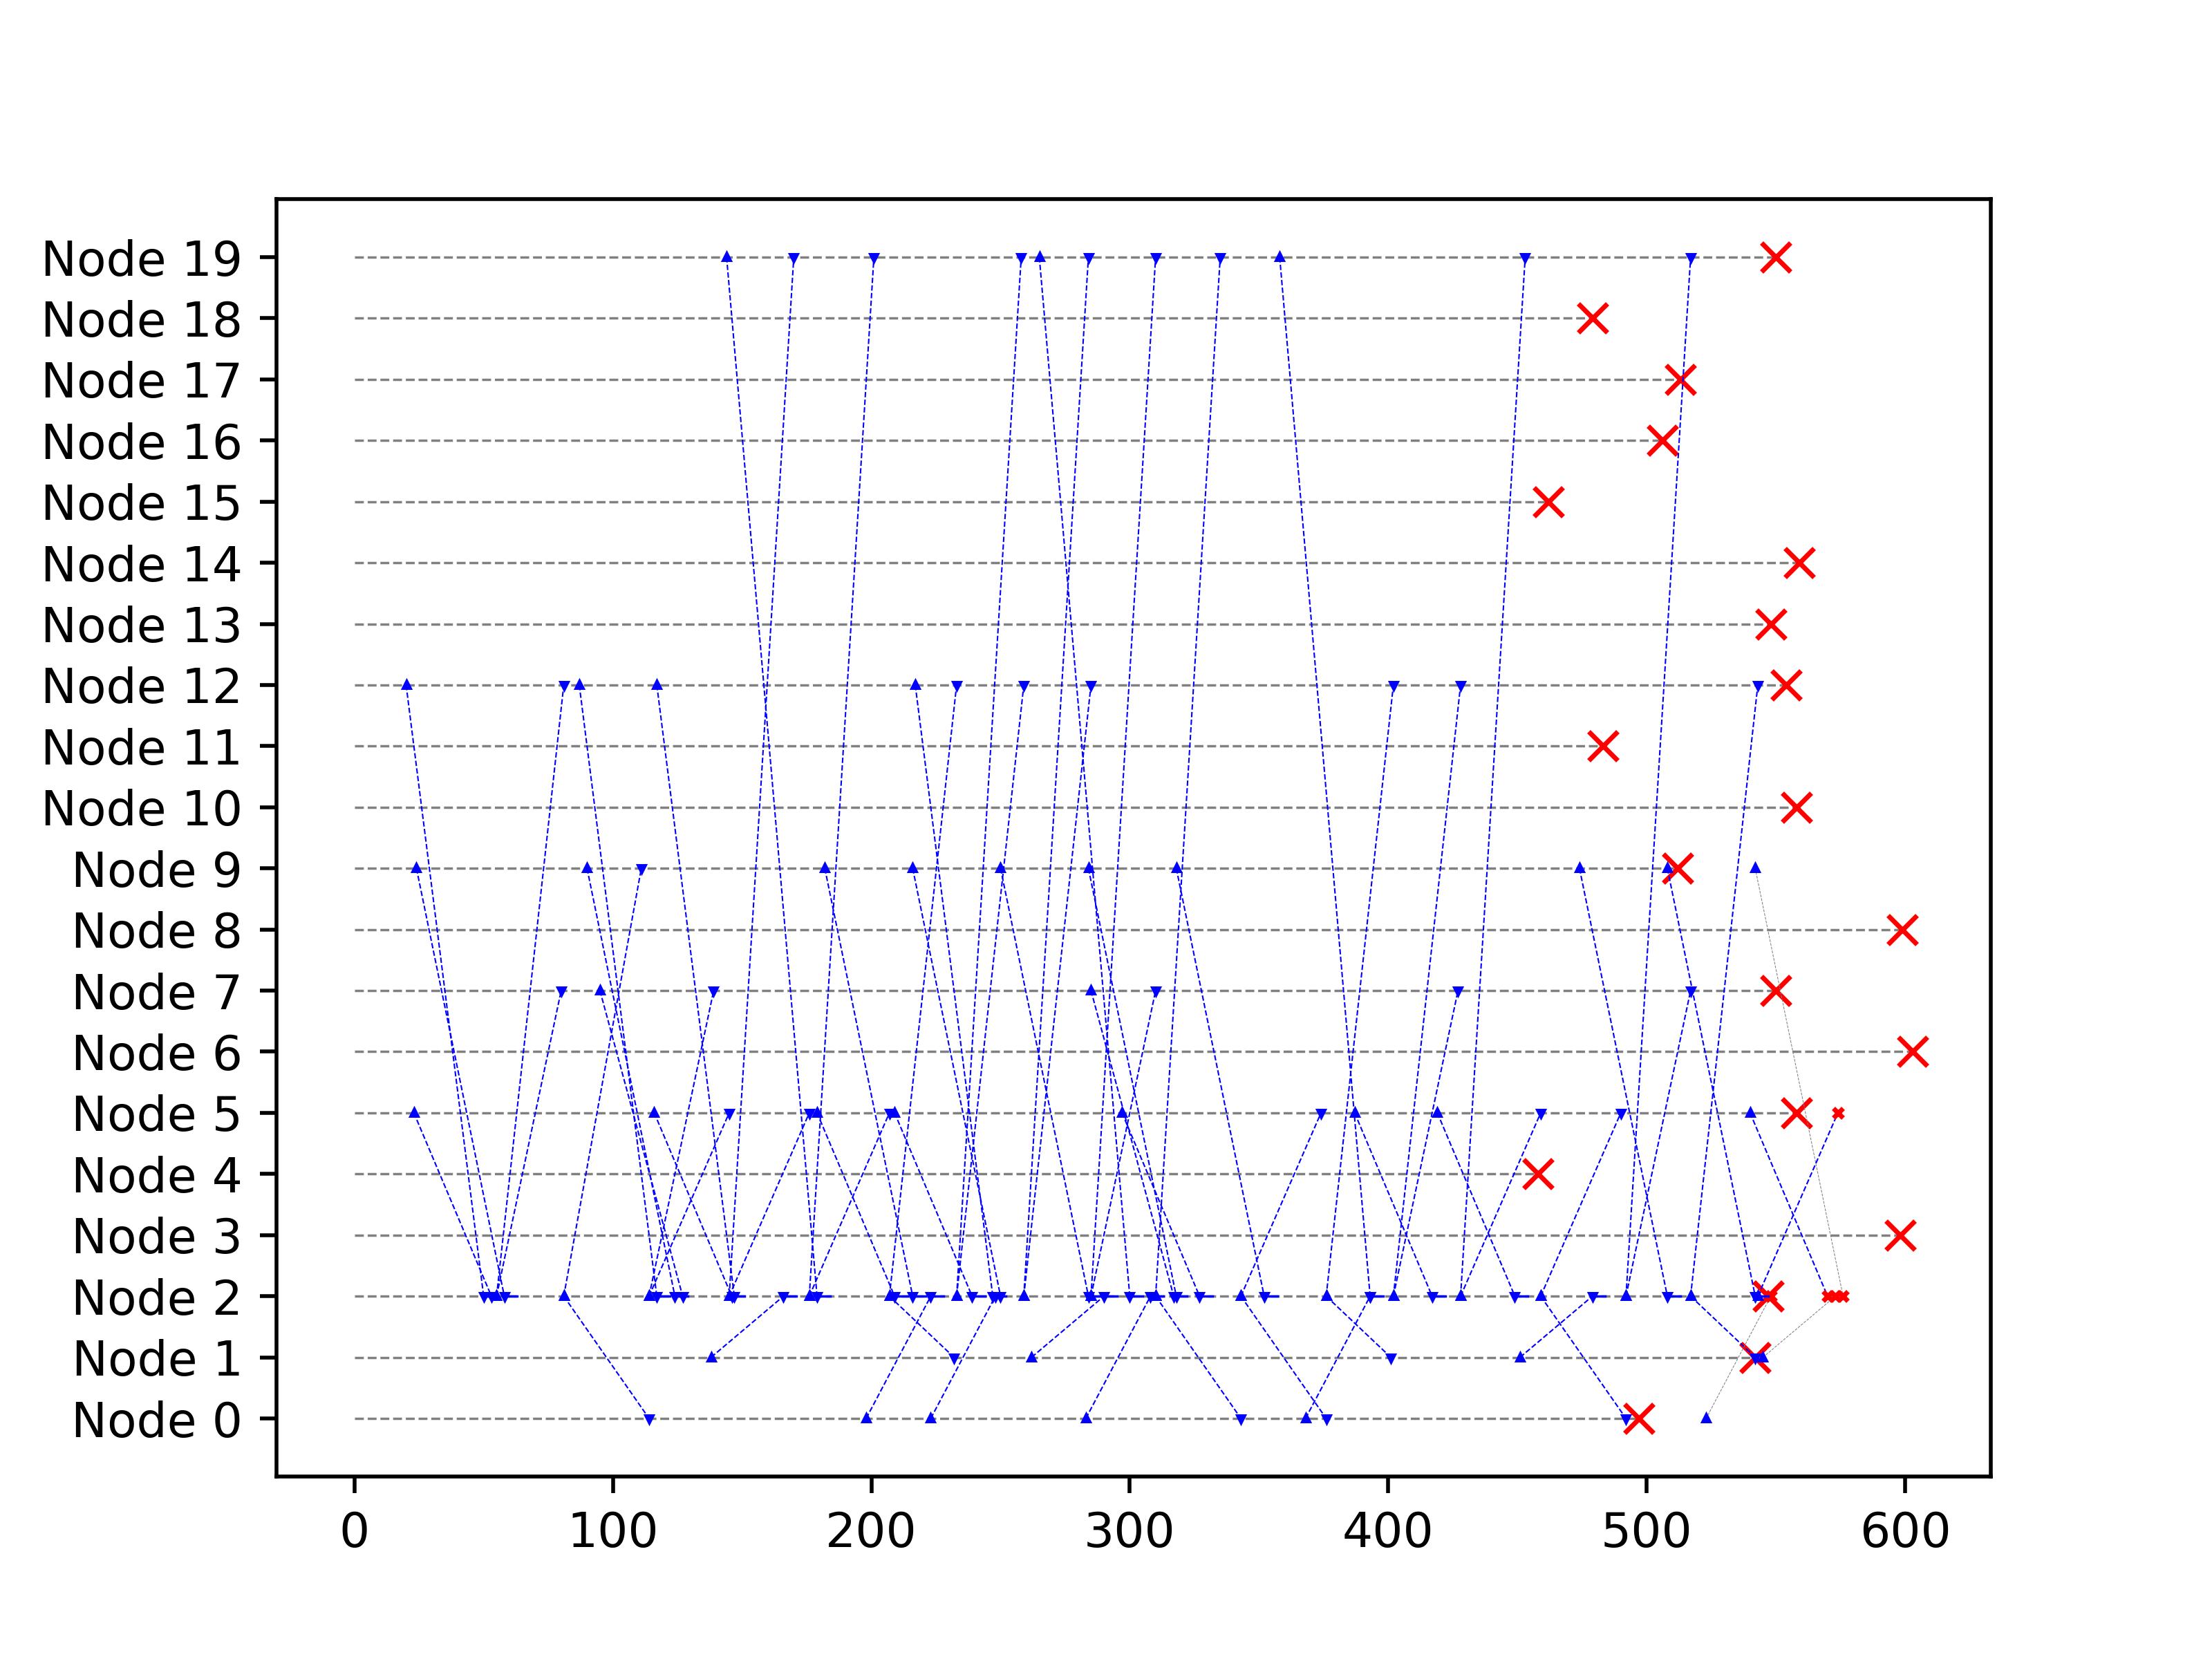 Node 19
Node 18
Node 17
Node 16
Node 15
Node 14
Node 13
Node 12
Node 11
Node 10
Node 9
Node 8
Node 7
Node 6
Node 5
Node 4
Node 3
Node 2
Node 1
Node 0
0 100 200 300 400 500 600